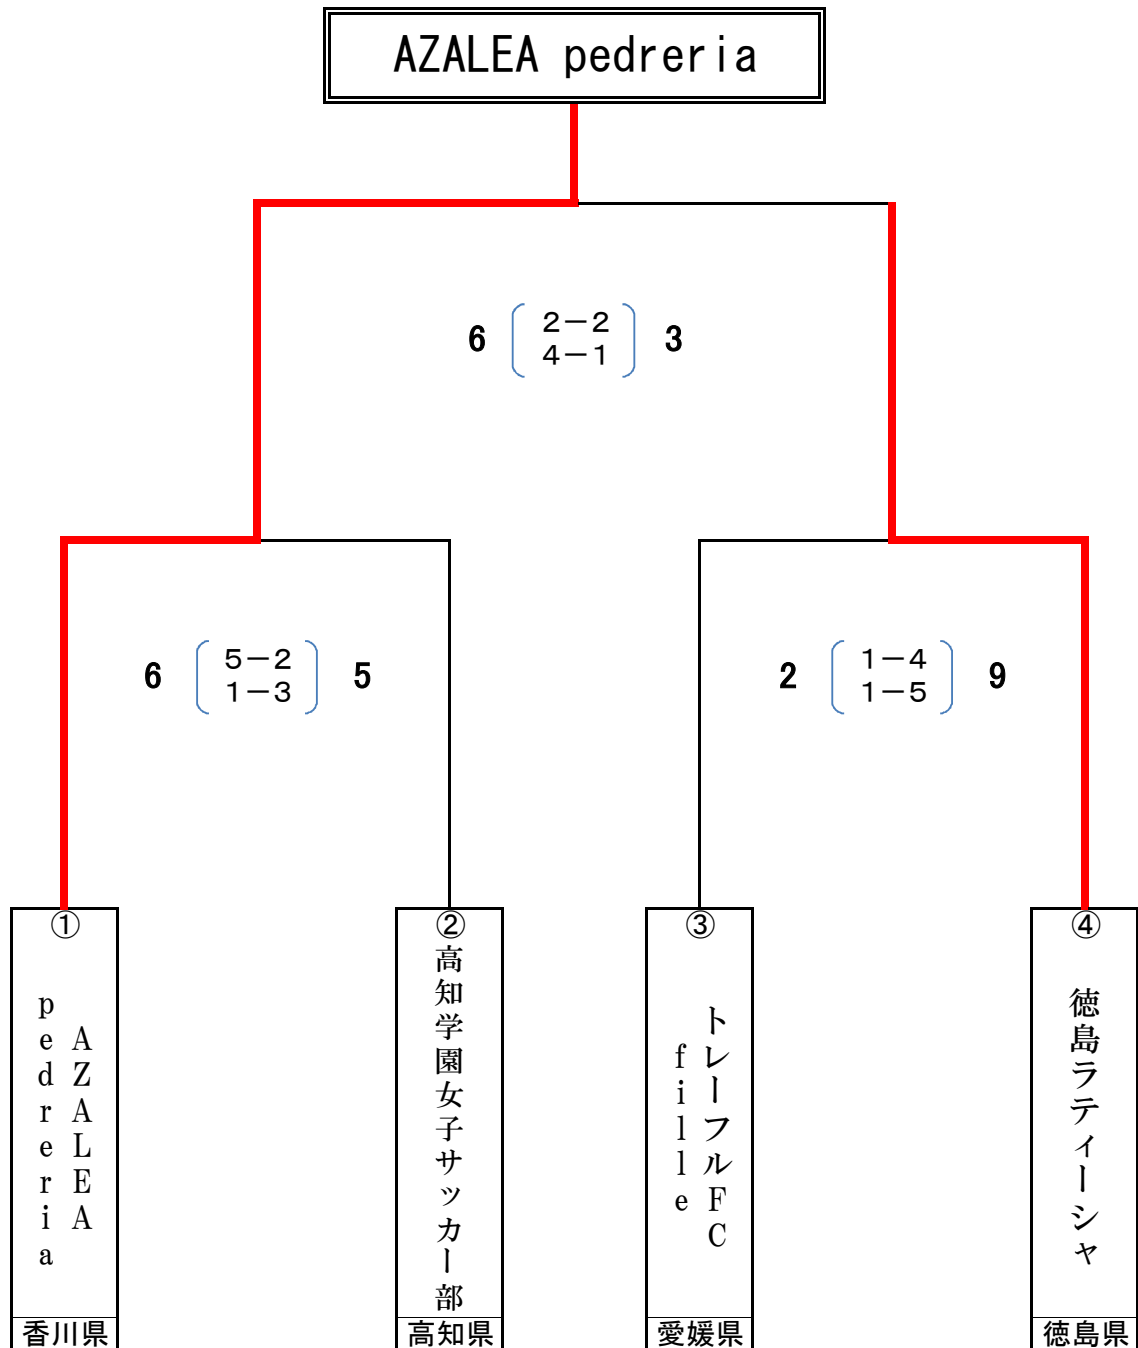 AZALEA pedreria
6 2－2 3
4－1
6 5－2 5
1－3
2 1－4 9
1－5
①
AZALEA
pedreria
香川県
②
高知学園女子サッカー部
高知県
③
トレーフルFC
fille
愛媛県
④
徳島ラティーシャ
徳島県